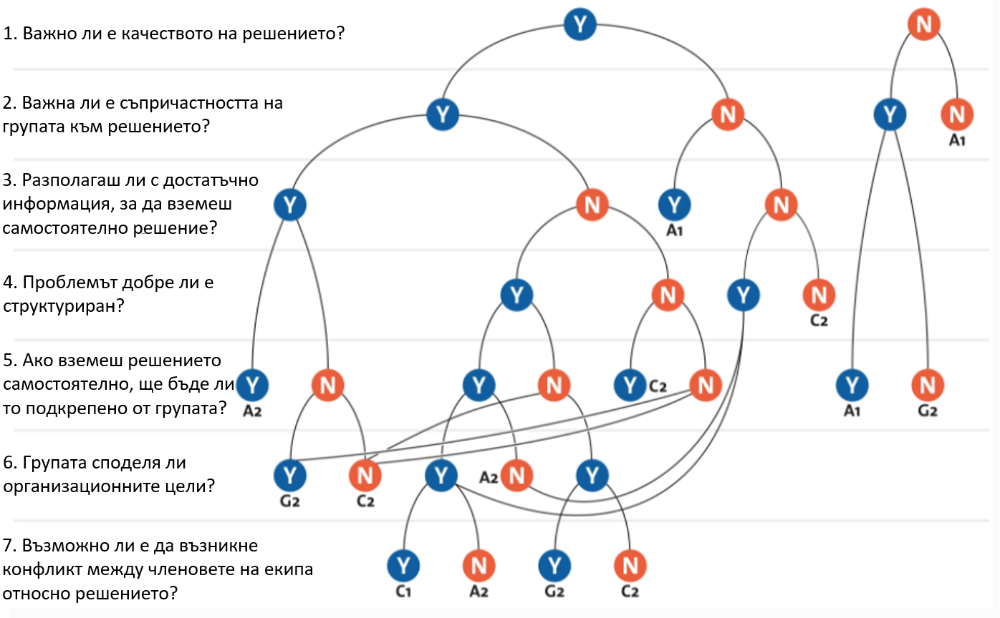 Y
N
1. Важно ли е качеството на решението?
2. Важна ли е съпричастността на
групата към решението?
Y
N
Y
N
A1
3. Разполагаш ли с достатъчно
информация, за да вземеш
самостоятелно решение?
Y
N
Y
A1
N
4. Проблемът добре ли е
структуриран?
Y
N
Y
N
C2
5. Ако вземеш решението
самостоятелно, ще бъде ли
то подкрепено от групата?
Y
A2
N
Y
N
Y C2
N
Y
A1
N
G2
6. Групата споделя ли
организационните цели?
Y
G2
N
C2
Y
A2 N
Y
7. Възможно ли е да възникне
конфликт между членовете на екипа
относно решението?
Y
C1
N
A2
Y
G2
N
C2